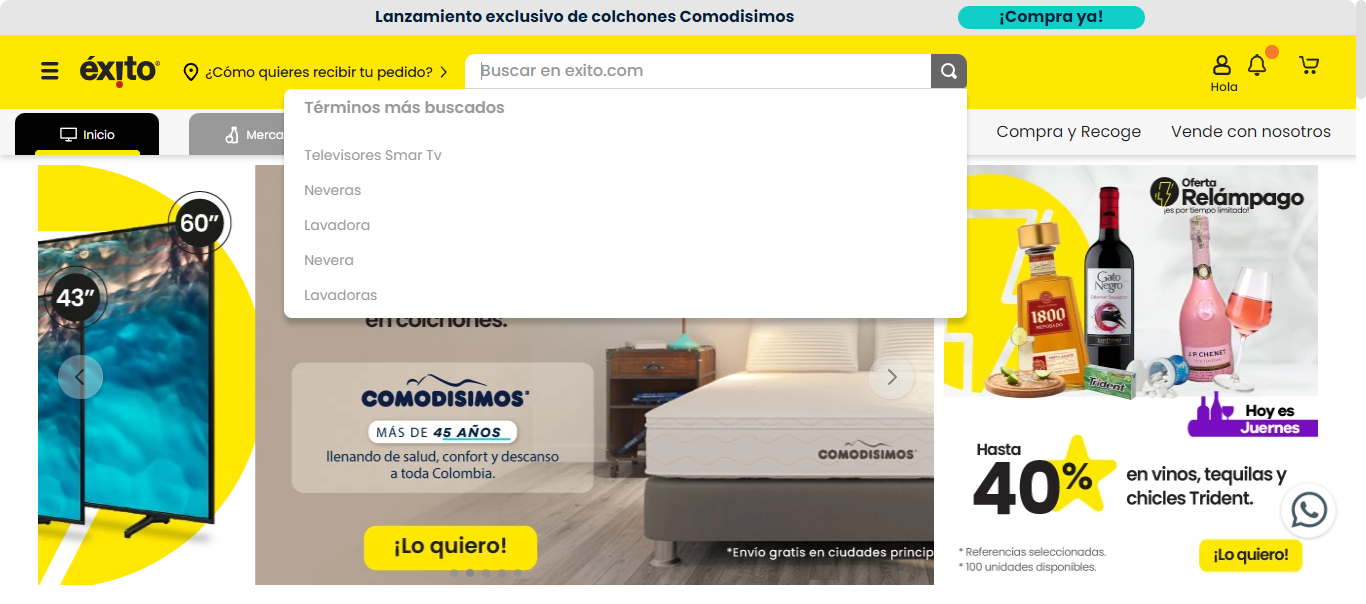 Lanzamiento exclusivo de colchones Comodisimos
¡Compra ya!
éxito
¿Cómo quieres recibir tu pedido?
Buscar en exito.com
Hola
Términos más buscados
Televisores Smar Tv
Neveras
Lavadora
Nevera
Lavadoras
Inicio
Merca
Compra y Recoge
Vende con nosotros
60”
43”
en colchones.
COMODISIMOS
MÁS DE 45 AÑOS
llenando de salud, confort y descanso
a toda Colombia.
¡Lo quiero!
COMODISIMOS
*Envío gratis en ciudades princip
Oferta
Relámpago
¡es por tiempo limitado!
Gato
Negro
1800
REPOSADO
J.P. CHENET
Trident
Hoy es
Juernes
Hasta
40%
en vinos, tequilas y
chicles Trident.
* Referencias seleccionadas.
* 100 unidades disponibles.
¡Lo quiero!